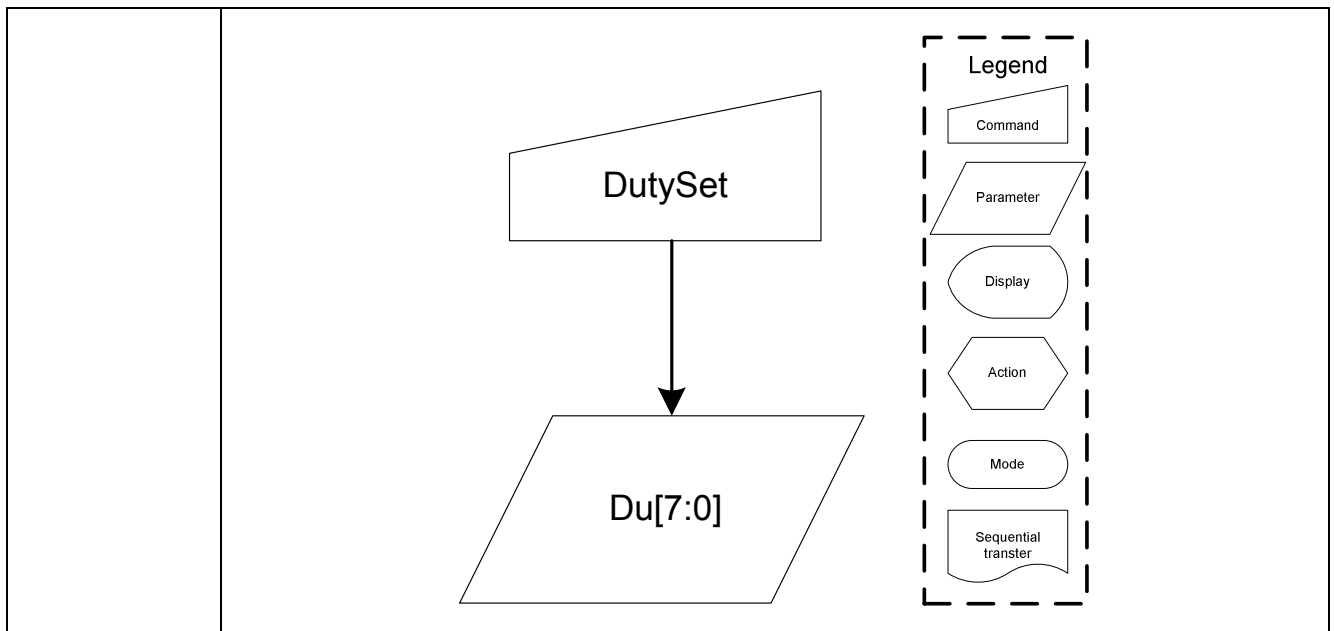 DutySet
Du[7:0]
Legend
Command
Parameter
Display
Action
Mode
Sequential
transter